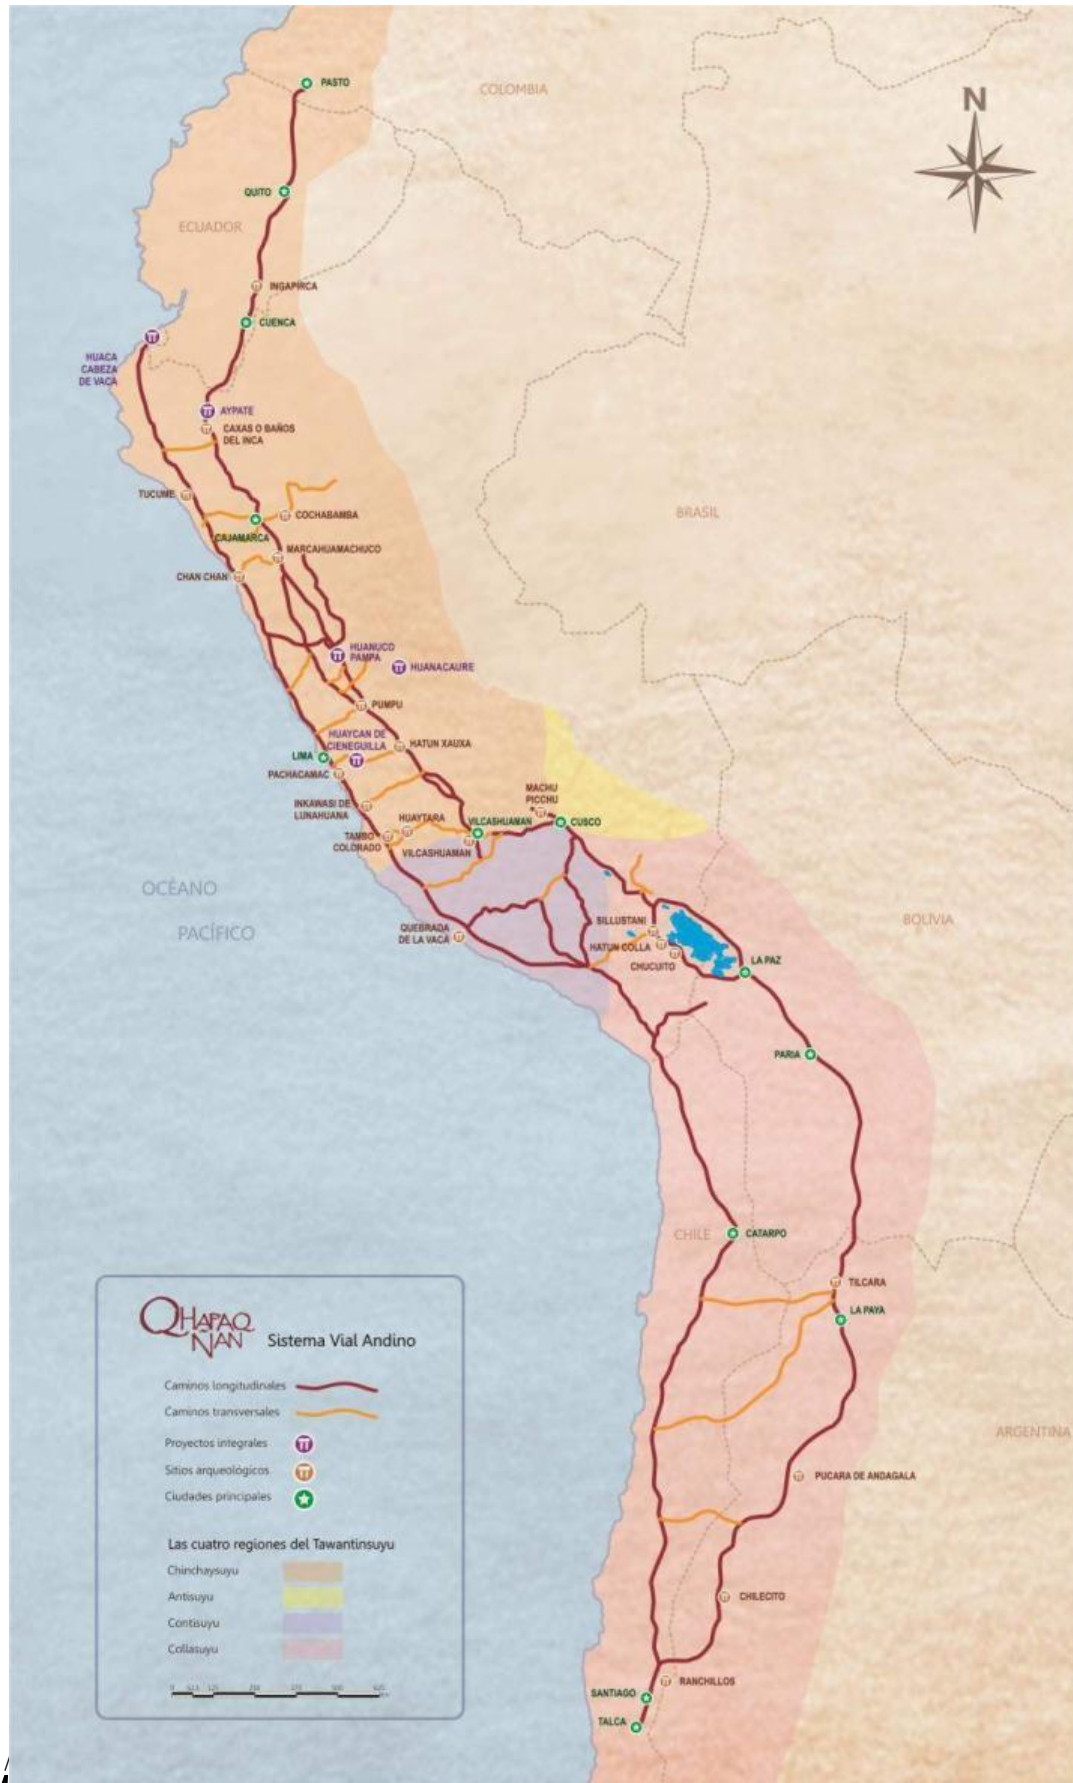 PASTO
COLOMBIA
N
QUITO
ECUADOR
INGAPIRCA
CUENCA
HUACA
CABEZA
DE VACA
AYPATE
CAXAS O BAÑOS
DEL INCA
TUCUME
COCHABAMBA
BRASIL
CAJAMARCA
MARCAHUAMACHUCO
CHAN CHAN
HUANUCO
PAMPA
HUANACAURE
PUMPU
HUAYCAN DE
CIENEGUILLA
HATUN XAUXA
LIMA
PACHACAMAC
MACHU
PICCHU
INKAWASI DE
LUNAHUANA
HUAYTARA
VILCASHUAMAN
CUSCO
TAMBO
COLORADO
VILCASHUAMAN
OCÉANO
PACÍFICO
QUEBRADA
DE LA VACA
SILLUSTANI
HATUN COLLA
CHUCUITO
BOLIVIA
LA PAZ
PARIA
CHILE
CATARPO
TILCARA
LA PAYA
ARGENTINA
PUCARA DE ANDAGALA
CHILECITO
RANCHILLOS
SANTIAGO
TALCA
QHAPAQ
ÑAN
Sistema Vial Andino
Caminos longitudinales
Caminos transversales
Proyectos integrales
Sitios arqueológicos
Ciudades principales
Las cuatro regiones del Tawantinsuyu
Chinchaysuyu
Antisuyu
Contisuyu
Collasuyu